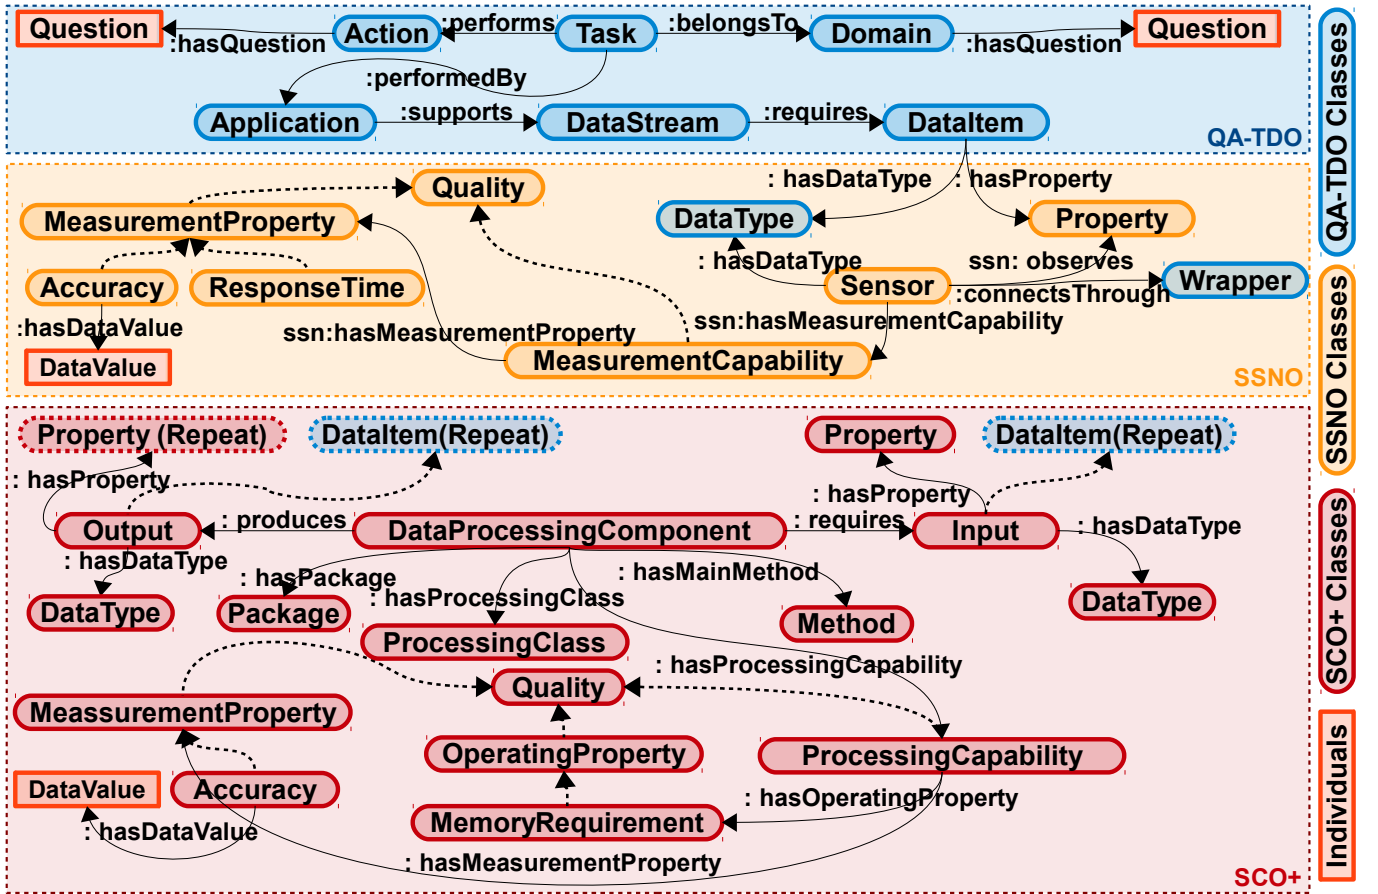 Question
:hasQuestion
Action
:performs
Task
:belongsTo
Domain
:hasQuestion
Question
:performedBy
Application
:supports
DataStream
:requires
DataItem
QA-TDO
Quality
: hasDataType
: hasProperty
MeasurementProperty
DataType
Property
Accuracy
ResponseTime
: hasDataType
Sensor
ssn: observes
:connectsThrough
Wrapper
:hasDataValue
ssn:hasMeasurementProperty
ssn:hasMeasurementCapability
DataValue
MeasurementCapability
SSNO
Property (Repeat)
DataItem(Repeat)
Property
DataItem(Repeat)
: hasProperty
: hasProperty
Output
: produces
DataProcessingComponent
: requires
Input
: hasDataType
: hasDataType
: hasPackage
: hasProcessingClass
: hasMainMethod
DataType
Package
ProcessingClass
Method
DataType
: hasProcessingCapability
Quality
MeassurementProperty
OperatingProperty
ProcessingCapability
DataValue
Accuracy
: hasOperatingProperty
MemoryRequirement
: hasDataValue
: hasMeasurementProperty
SCO+
QA-TDO Classes
SSNO Classes
SCO+ Classes
Individuals